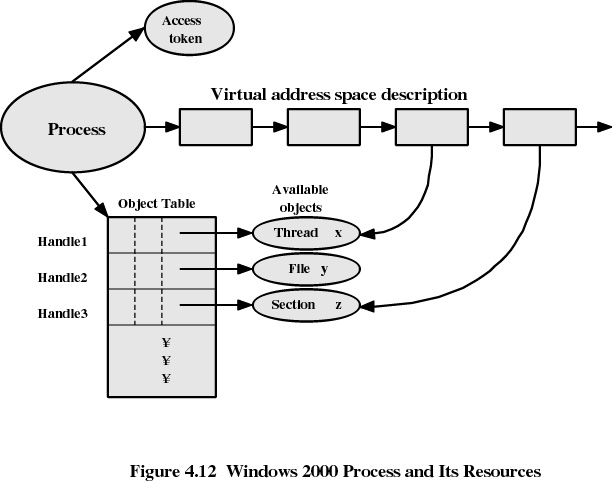 Access
token
Virtual address space description
Process
Available
objects
Object Table
Handle1
Thread x
Handle2
File y
Handle3
Section z
¥
¥
¥
Figure 4.12 Windows 2000 Process and Its Resources